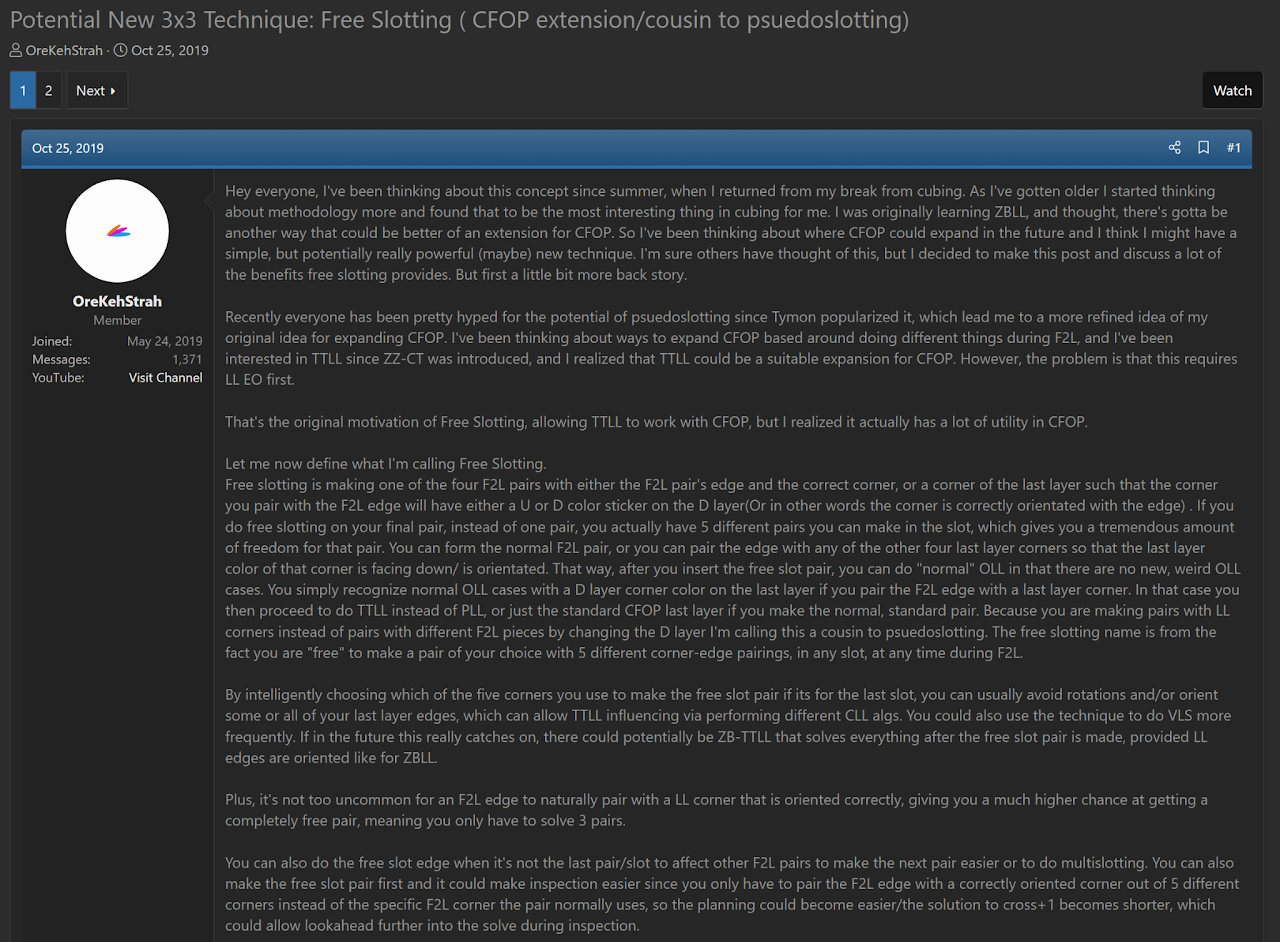 Potential New 3x3 Technique: Free Slotting ( CFOP extension/cousin to psuedoslotting)
OreKehStrah · Oct 25, 2019
1 2 Next
Watch
Oct 25, 2019
#1
OreKehStrah
Member
Joined: May 24, 2019
Messages: 1,371
YouTube: Visit Channel
Hey everyone, I've been thinking about this concept since summer, when I returned from my break from cubing. As I've gotten older I started thinking
about methodology more and found that to be the most interesting thing in cubing for me. I was originally learning ZBLL, and thought, there's gotta be
another way that could be better of an extension for CFOP. So I've been thinking about where CFOP could expand in the future and I think I might have a
simple, but potentially really powerful (maybe) new technique. I'm sure others have thought of this, but I decided to make this post and discuss a lot of
the benefits free slotting provides. But first a little bit more back story.
Recently everyone has been pretty hyped for the potential of psuedoslotting since Tymon popularized it, which lead me to a more refined idea of my
original idea for expanding CFOP. I've been thinking about ways to expand CFOP based around doing different things during F2L, and I've been
interested in TTLL since ZZ-CT was introduced, and I realized that TTLL could be a suitable expansion for CFOP. However, the problem is that this requires
LL EO first.
That's the original motivation of Free Slotting, allowing TTLL to work with CFOP, but I realized it actually has a lot of utility in CFOP.
Let me now define what I'm calling Free Slotting.
Free slotting is making one of the four F2L pairs with either the F2L pair's edge and the correct corner, or a corner of the last layer such that the corner
you pair with the F2L edge will have either a U or D color sticker on the D layer(Or in other words the corner is correctly orientated with the edge) . If you
do free slotting on your final pair, instead of one pair, you actually have 5 different pairs you can make in the slot, which gives you a tremendous amount
of freedom for that pair. You can form the normal F2L pair, or you can pair the edge with any of the other four last layer corners so that the last layer
color of that corner is facing down/ is orientated. That way, after you insert the free slot pair, you can do "normal" OLL in that there are no new, weird OLL
cases. You simply recognize normal OLL cases with a D layer corner color on the last layer if you pair the F2L edge with a last layer corner. In that case you
then proceed to do TTLL instead of PLL, or just the standard CFOP last layer if you make the normal, standard pair. Because you are making pairs with LL
corners instead of pairs with different F2L pieces by changing the D layer I'm calling this a cousin to psuedoslotting. The free slotting name is from the
fact you are "free" to make a pair of your choice with 5 different corner-edge pairings, in any slot, at any time during F2L.
By intelligently choosing which of the five corners you use to make the free slot pair if its for the last slot, you can usually avoid rotations and/or orient
some or all of your last layer edges, which can allow TTLL influencing via performing different CLL algs. You could also use the technique to do VLS more
frequently. If in the future this really catches on, there could potentially be ZB-TTLL that solves everything after the free slot pair is made, provided LL
edges are oriented like for ZBLL.
Plus, it's not too uncommon for an F2L edge to naturally pair with a LL corner that is oriented correctly, giving you a much higher chance at getting a
completely free pair, meaning you only have to solve 3 pairs.
You can also do the free slot edge when it's not the last pair/slot to affect other F2L pairs to make the next pair easier or to do multislotting. You can also
make the free slot pair first and it could make inspection easier since you only have to pair the F2L edge with a correctly oriented corner out of 5 different
corners instead of the specific F2L corner the pair normally uses, so the planning could become easier/the solution to cross+1 becomes shorter, which
could allow lookahead further into the solve during inspection.